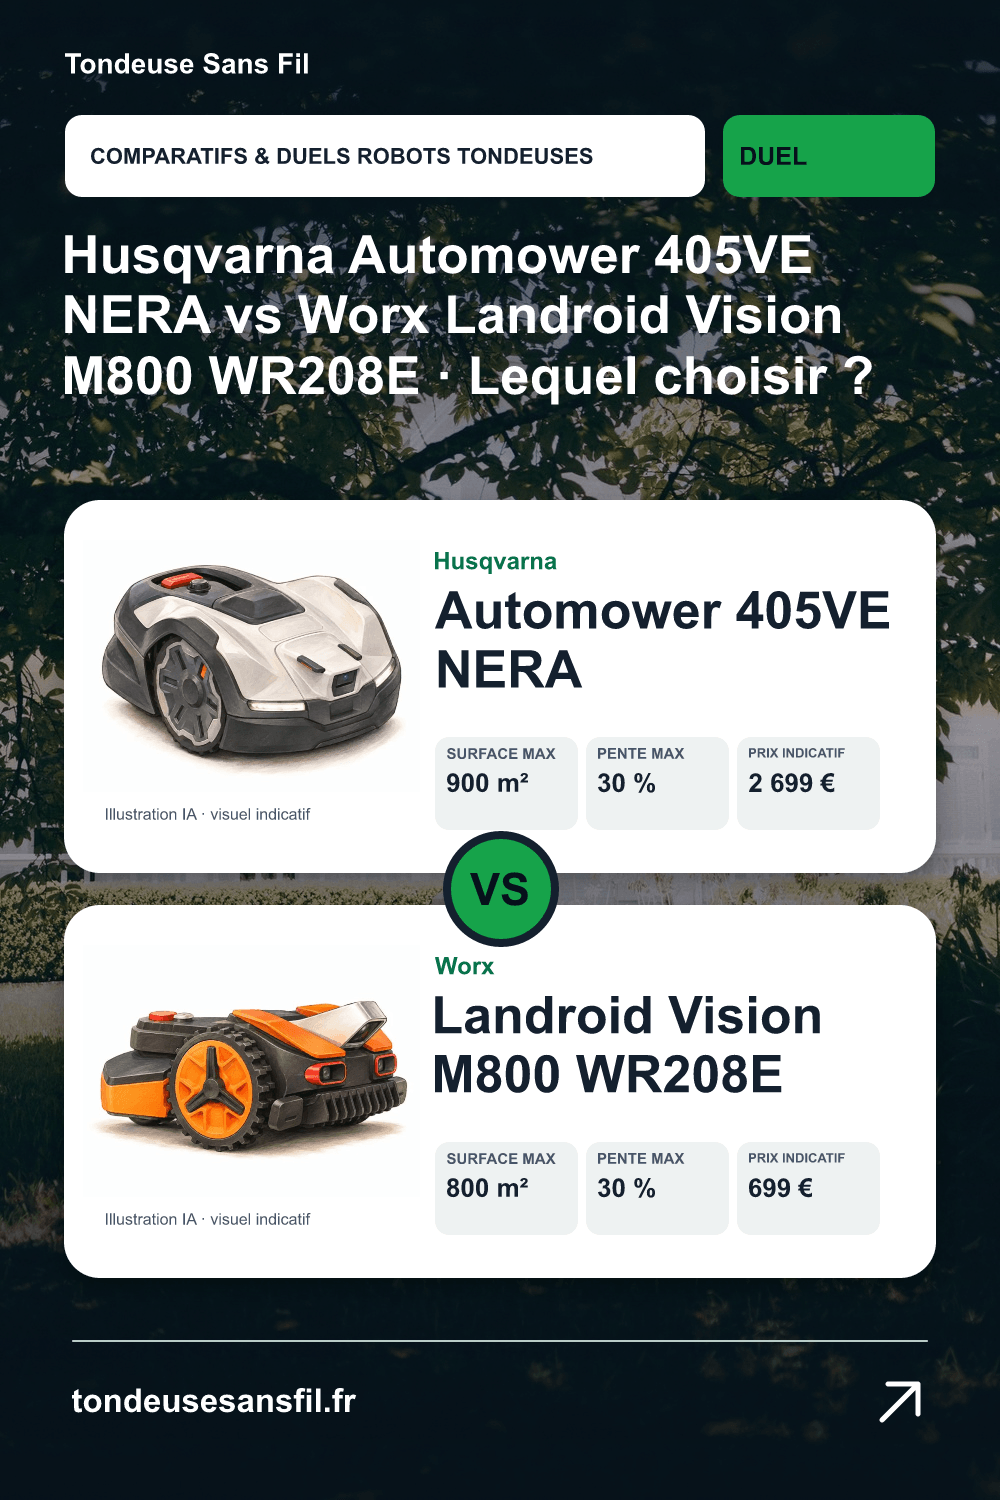 Tondeuse Sans Fil
COMPARATIFS & DUELS ROBOTS TONDEUSES
DUEL
Husqvarna Automower 405VE
NERA vs Worx Landroid Vision
M800 WR208E · Lequel choisir ?
Husqvarna
Automower 405VE
NERA
SURFACE MAX
900 m²
PENTE MAX
30 %
PRIX INDICATIF
2 699 €
Illustration IA · visuel indicatif
VS
Worx
Landroid Vision
M800 WR208E
SURFACE MAX
800 m²
PENTE MAX
30 %
PRIX INDICATIF
699 €
Illustration IA · visuel indicatif
tondeusesansfil.fr